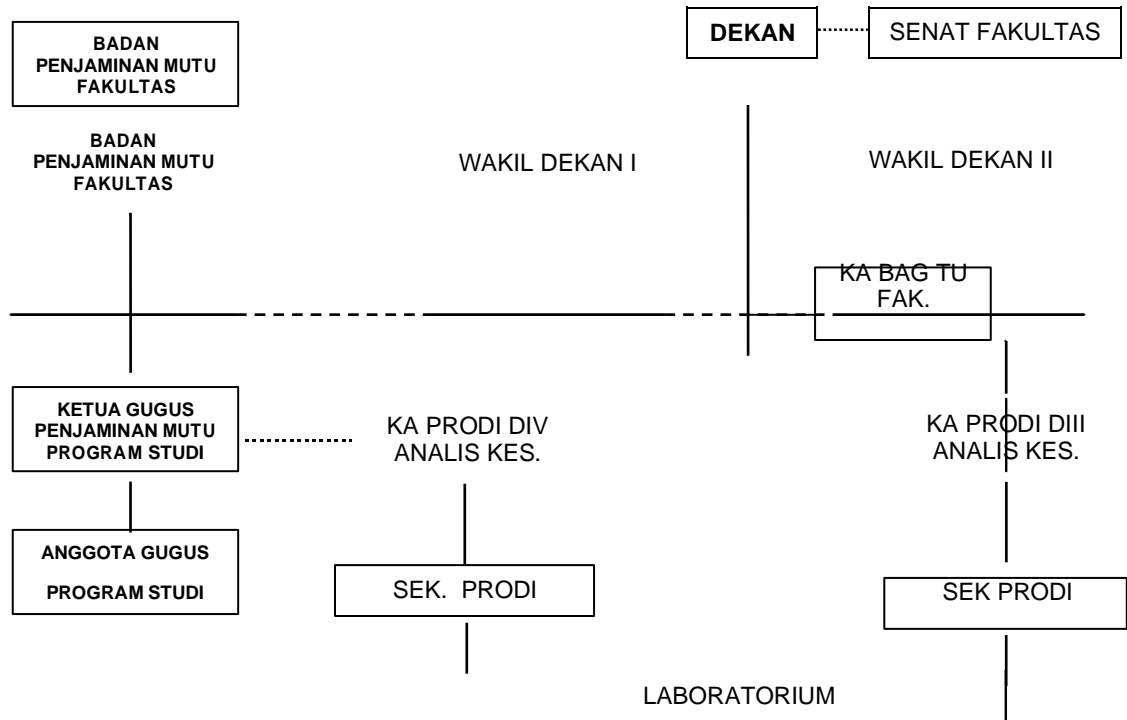 BADAN
PENJAMINAN MUTU
FAKULTAS
DEKAN
SENAT FAKULTAS
BADAN
PENJAMINAN MUTU
FAKULTAS
WAKIL DEKAN I
WAKIL DEKAN II
KA BAG TU
FAK.
KETUA GUGUS
PENJAMINAN MUTU
PROGRAM STUDI
KA PRODI DIV
ANALIS KES.
KA PRODI DIII
ANALIS KES.
ANGGOTA GUGUS
PROGRAM STUDI
SEK. PRODI
SEK PRODI
LABORATORIUM